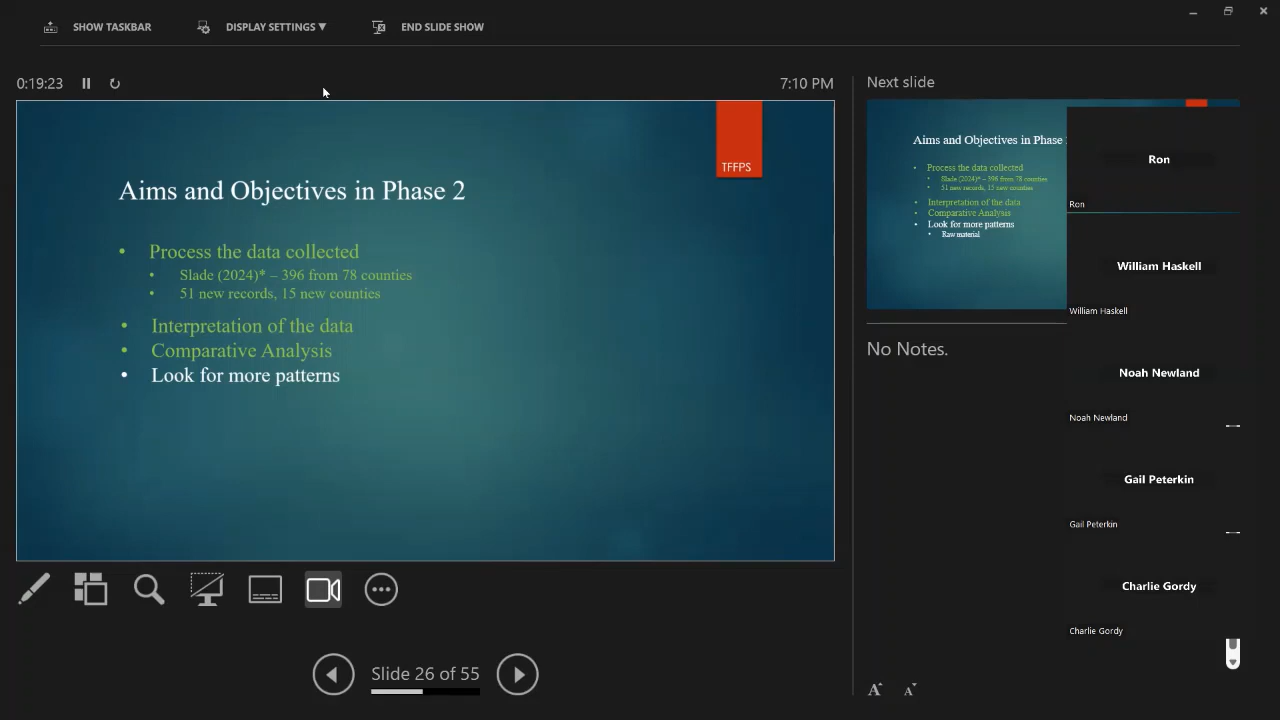 SHOW TASKBAR
DISPLAY SETTINGS ▼
END SLIDE SHOW
0:19:23
7:10 PM
TFFPS
Aims and Objectives in Phase 2
• Process the data collected
• Slade (2024)* – 396 from 78 counties
• 51 new records, 15 new counties
• Interpretation of the data
• Comparative Analysis
• Look for more patterns
Slide 26 of 55
Next slide
Aims and Objectives in Phase
• Process the data collected
• Slade (2024)* – 396 from 78 counties
• 51 new records, 15 new counties
• Interpretation of the data
• Comparative Analysis
• Look for more patterns
• Raw material
No Notes.
A A
Ron
Ron
William Haskell
William Haskell
Noah Newland
Noah Newland
Gail Peterkin
Gail Peterkin
Charlie Gordy
Charlie Gordy